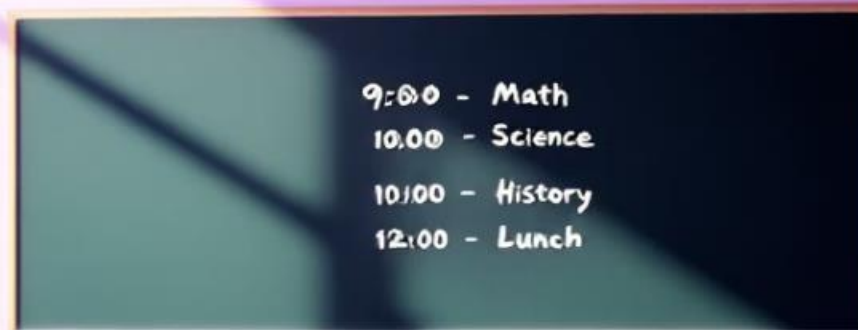 9:00 - Math
10.00 - Science
10:00 - History
12:00 - Lunch